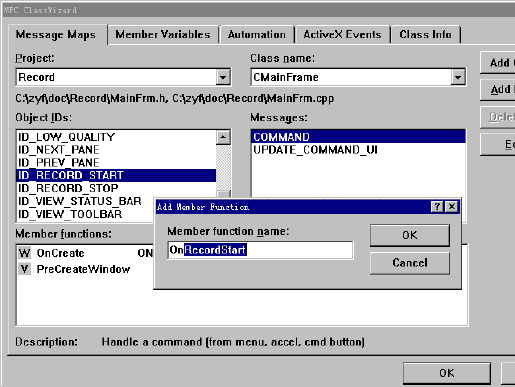 MFC ClassWizard
Message Maps Member Variables Automation ActiveX Events Class Info
Project: Class name:
Record CMainFrame Add
C:\zyf\doc\Record\MainFrm.h, C:\zyf\doc\Record\MainFrm.cpp Add
Object IDs: Messages: Delet
ID_LOW_QUALITY COMMAND
ID_NEXT_PANE UPDATE_COMMAND_UI
ID_PREV_PANE
ID_RECORD_START
ID_RECORD_STOP
ID_VIEW_STATUS_BAR
ID_VIEW_TOOLBAR
Add Member Function
Member function name: OK
OnRecordStart
Cancel
Member functions:
W OnCreate ON
V PreCreateWindow
Description: Handle a command (from menu, accel, cmd button)
OK